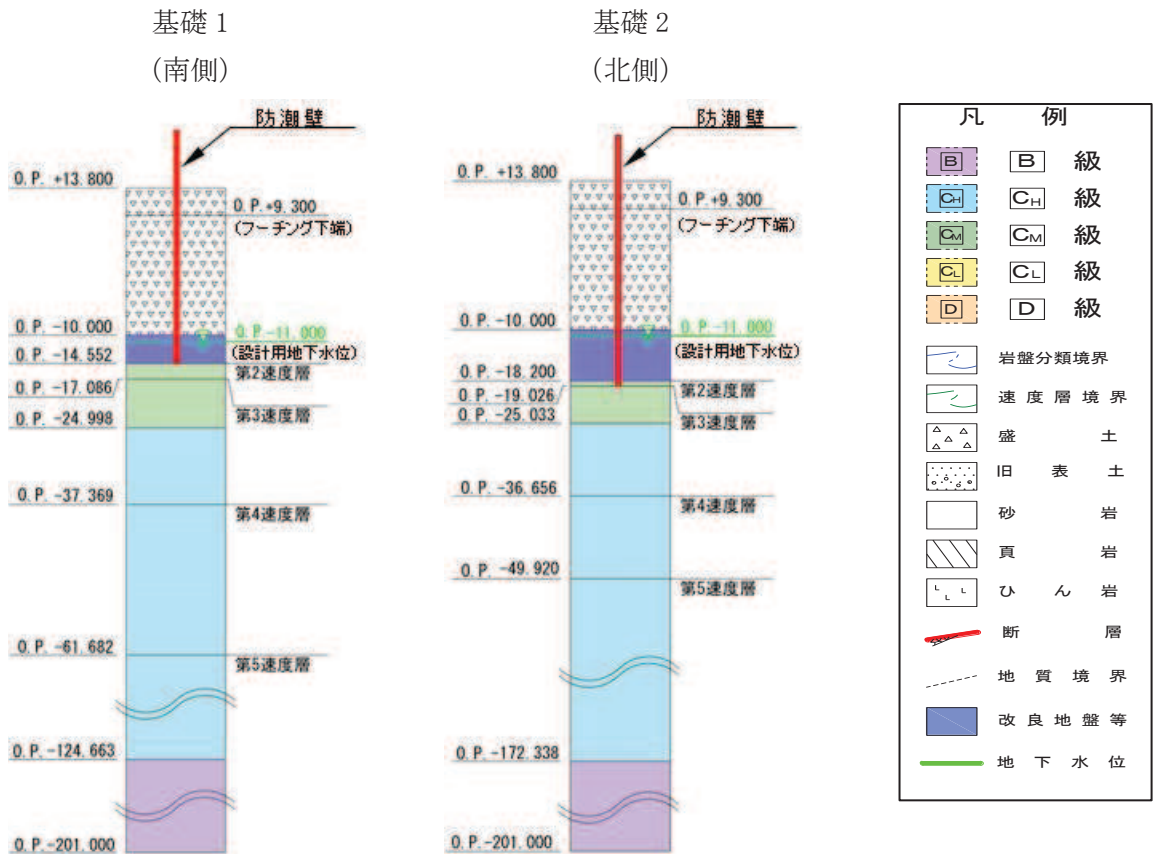 基礎1
(南側)
防潮壁
O.P. +13.800
O.P.+9.300
(フーチング下端)
O.P. -10.000
O.P.-11.000
(設計用地下水位)
O.P. -14.552
第2速度層
O.P. -17.086
第3速度層
O.P. -24.998
O.P. -37.369
第4速度層
O.P. -61.682
第5速度層
O.P. -124.663
O.P.-201.000
基礎2
(北側)
防潮壁
O.P. +13.800
O.P.+9.300
(フーチング下端)
O.P. -10.000
O.P.-11.000
(設計用地下水位)
O.P. -18.200
第2速度層
O.P. -19.026
O.P. -25.033
第3速度層
O.P. -36.656
第4速度層
O.P. -49.920
第5速度層
O.P. -172.338
O.P.-201.000
凡 例
B B 級
CH CH 級
CM CM 級
CL CL 級
D D 級
岩盤分類境界
速度層境界
盛土
旧表土
砂岩
頁岩
ひん岩
断層
地質境界
改良地盤等
地下水位